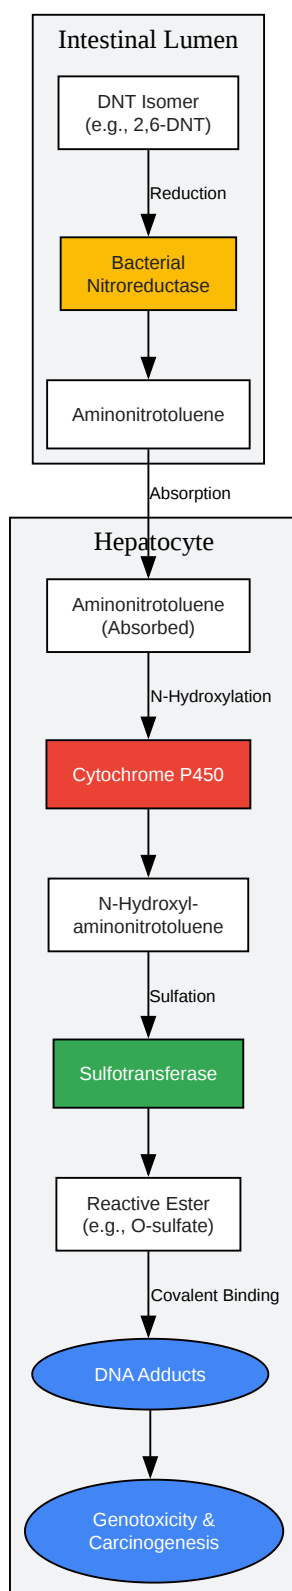 Intestinal Lumen
DNT Isomer
(e.g., 2,6-DNT)
Reduction
Bacterial
Nitroreductase
Aminonitrotoluene
Absorption
Hepatocyte
Aminonitrotoluene
(Absorbed)
N-Hydroxylation
Cytochrome P450
N-Hydroxyl-
aminonitrotoluene
Sulfation
Sulfotransferase
Reactive Ester
(e.g., O-sulfate)
Covalent Binding
DNA Adducts
Genotoxicity &
Carcinogenesis